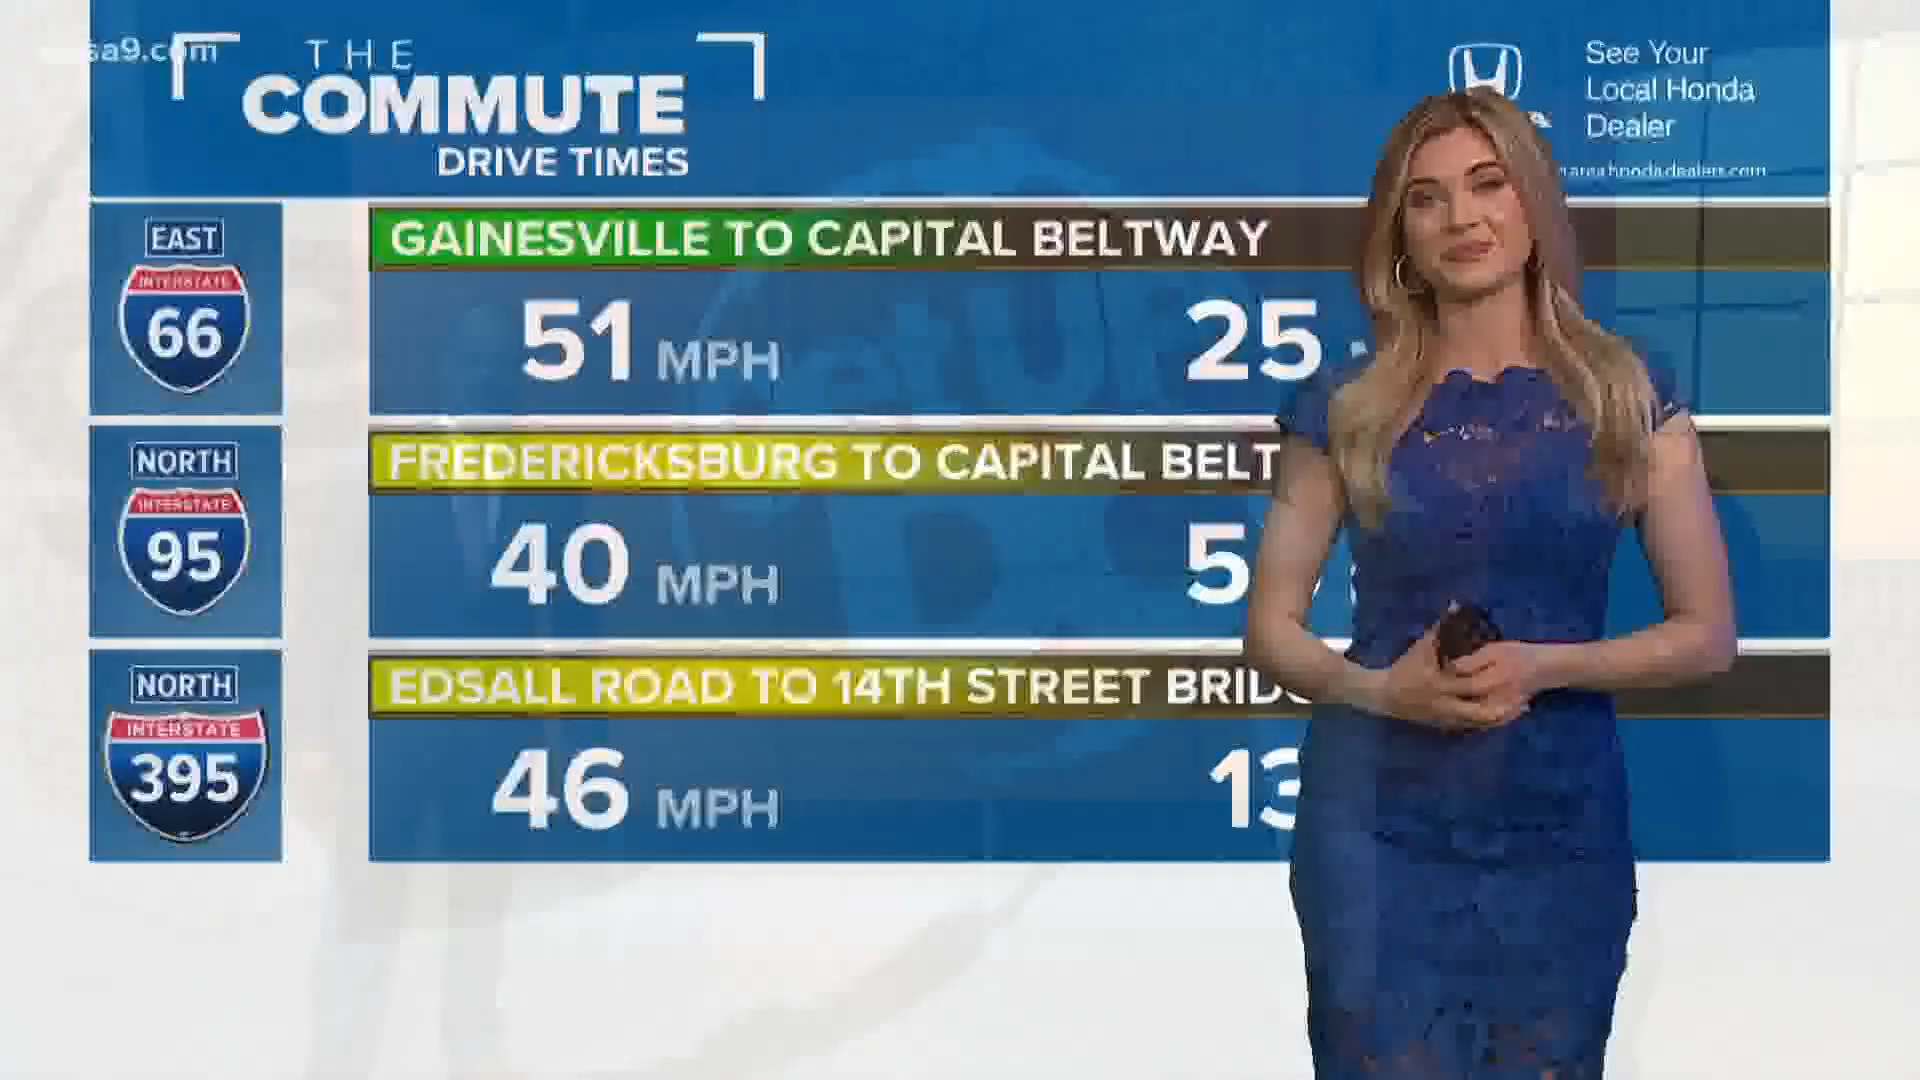 sa9.com
THE
COMMUTE
DRIVE TIMES
See Your
Local Honda
Dealer
EAST
INTERSTATE
66
GAINESVILLE TO CAPITAL BELTWAY
51 MPH 25
NORTH
INTERSTATE
95
FREDERICKSBURG TO CAPITAL BELT
40 MPH 5
NORTH
INTERSTATE
395
EDSALL ROAD TO 14TH STREET BRID
46 MPH 13